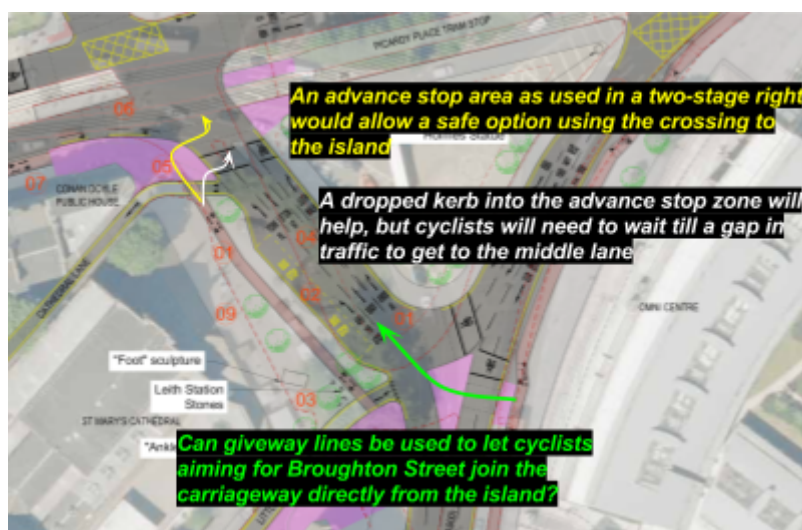 PICARDY PLACE TRAM STOP
An advance stop area as used in a two-stage right
would allow a safe option using the crossing to
the island
06
05
07
CONAN DOYLE
PUBLIC HOUSE
A dropped kerb into the advance stop zone will
help, but cyclists will need to wait till a gap in
traffic to get to the middle lane
CATHEDRAL LANE
01
04
02
09
01
OMNI CENTRE
"Foot" sculpture
Leith Station
Stones
03
ST MARY'S CATHEDRAL
Can giveway lines be used to let cyclists
aiming for Broughton Street join the
carriageway directly from the island?